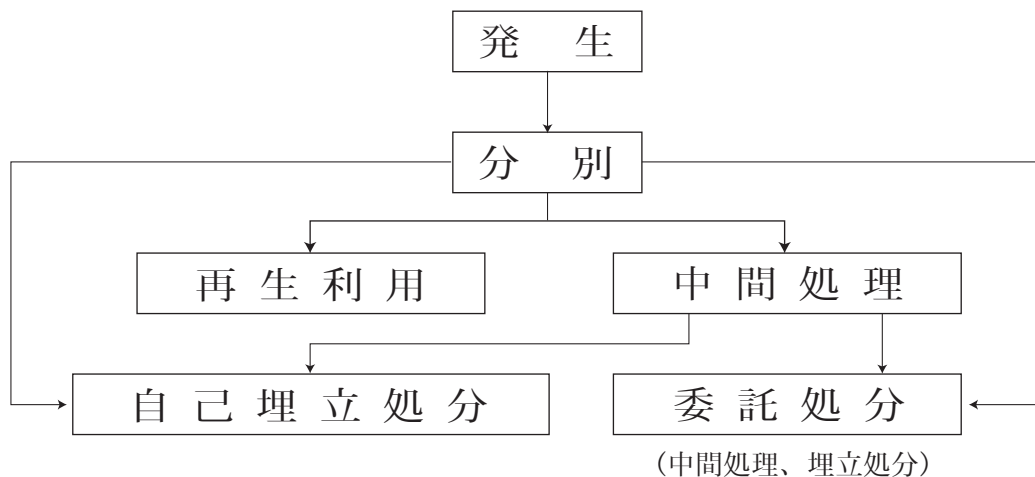 発生
分別
再生利用
中間処理
自己埋立処分
委託処分
（中間処理、埋立処分）